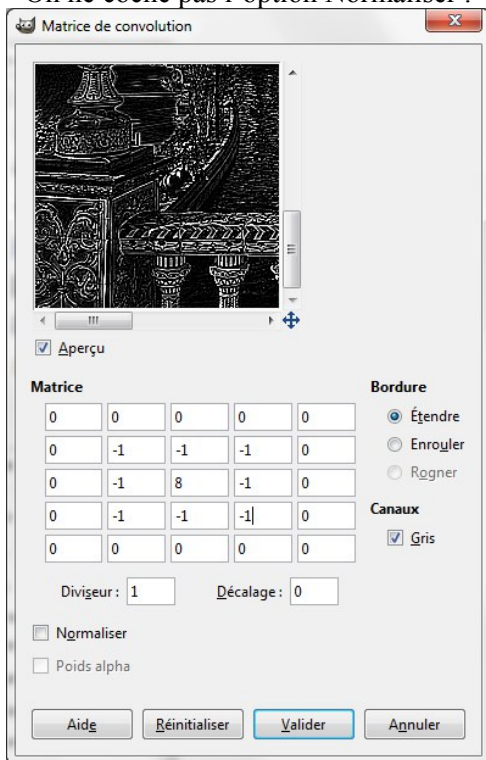 On ne coche pas l'option Normaliser :
Matrice de convolution
Aperçu
Matrice
Bordure
0 0 0 0 0
Étendre
0 -1 -1 -1 0
Enrouler
0 -1 8 -1 0
Rogner
0 -1 -1 -1 0
Canaux
Gris
0 0 0 0 0
Diviseur : 1 Décalage : 0
Normaliser
Poids alpha
Aide Réinitialiser Valider Annuler